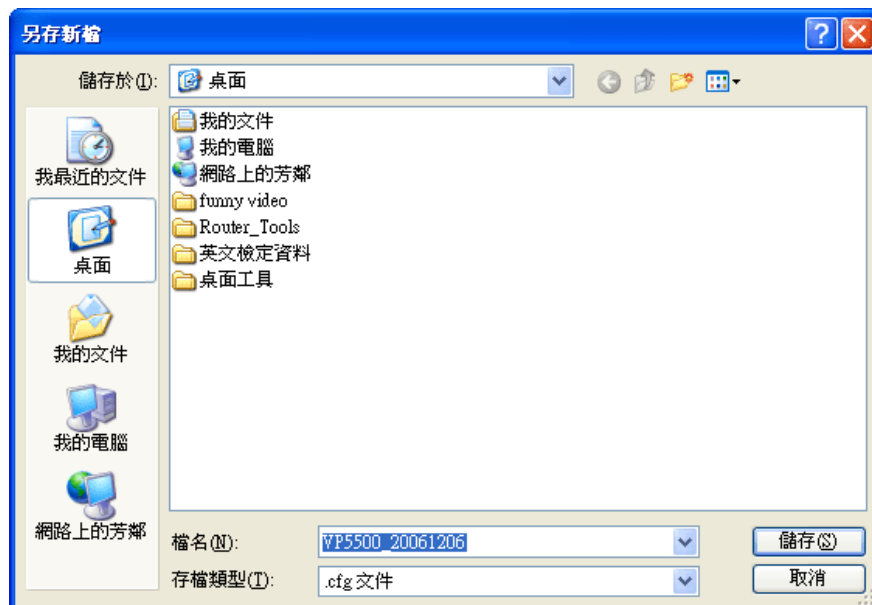 另存新檔
儲存於(I):
桌面
我最近的文件
桌面
我的文件
我的電腦
網路上的芳鄰
我的文件
我的電腦
網路上的芳鄰
funny video
Router_Tools
英文檢定資料
桌面工具
檔名(N):
VP5500_20061206
儲存(S)
存檔類型(T):
.cfg 文件
取消